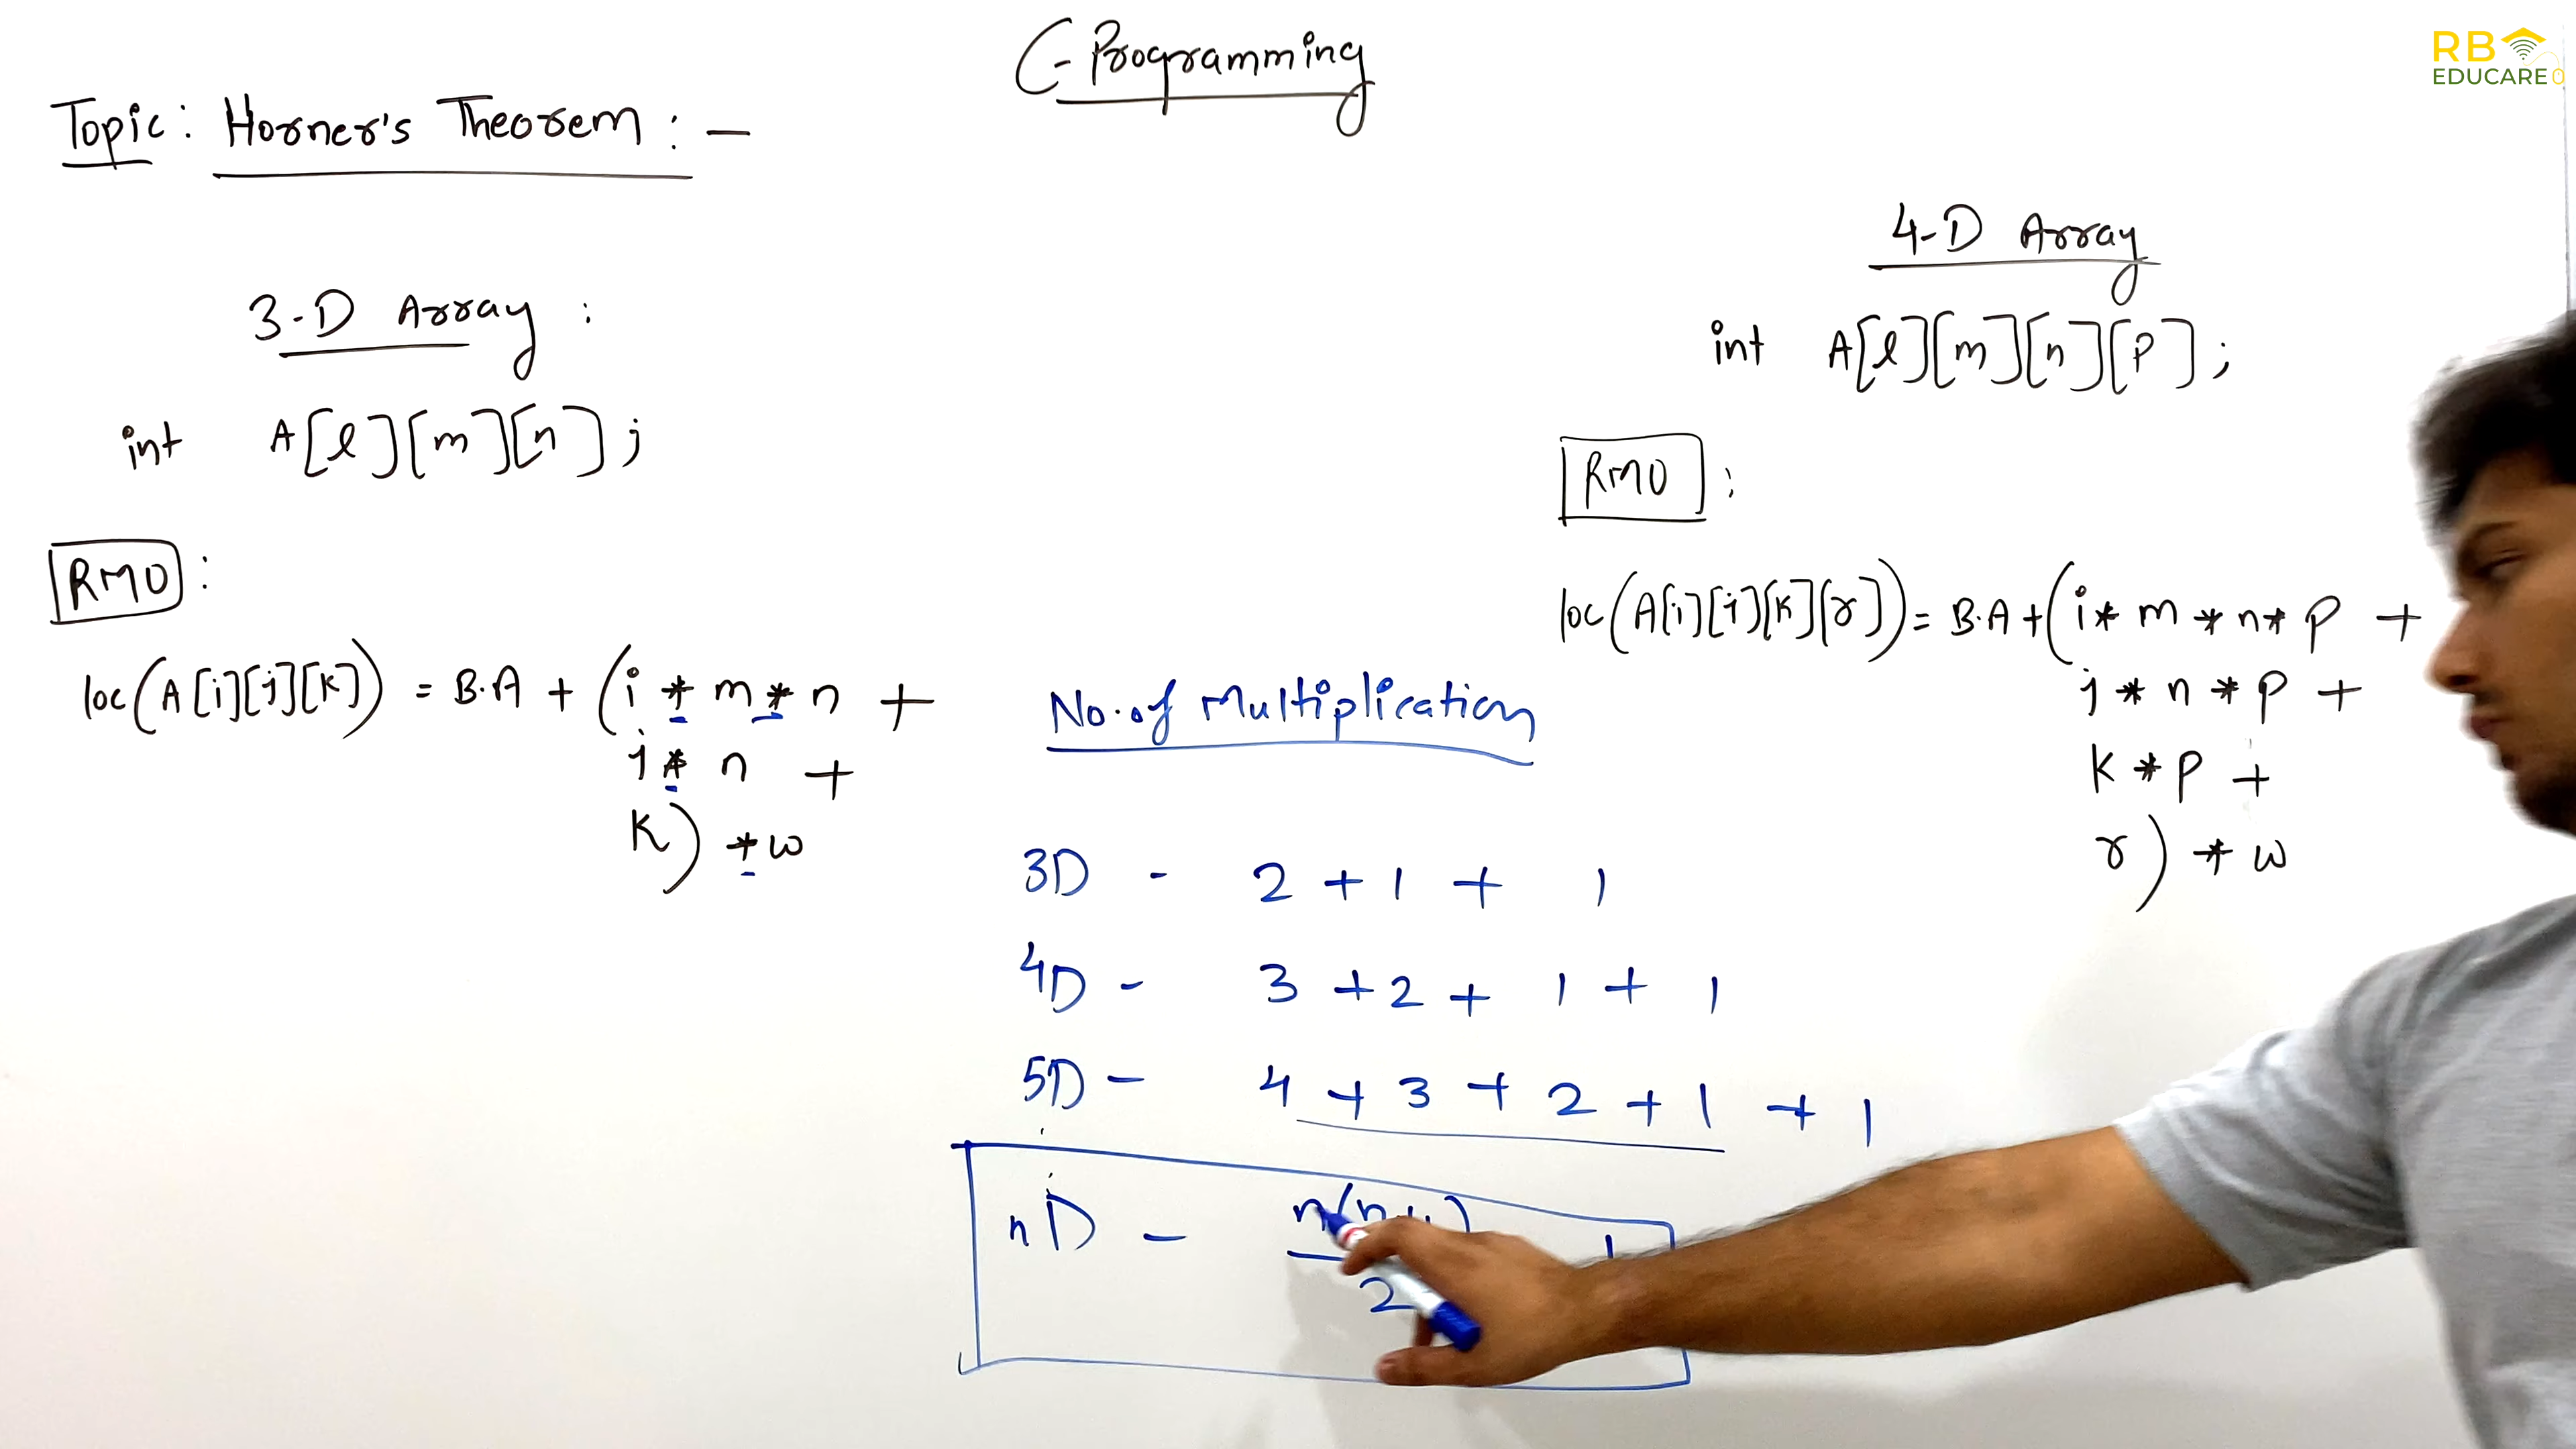 C-Programming
RB
EDUCARE
Topic: Horner's Theorem :-
3-D Array :
int A[l][m][n];
RMO :
loc(A[i][j][k]) = B.A + (i * m * n +
j * n +
k) * w
4-D Array
int A[l][m][n][p];
RMO :
loc(A[i][j][k][r]) = B.A + (i * m * n * p +
j * n * p +
k * p +
r) * w
No. of Multiplication
3D - 2 + 1 + 1
4D - 3 + 2 + 1 + 1
5D - 4 + 3 + 2 + 1 + 1
nD -
2